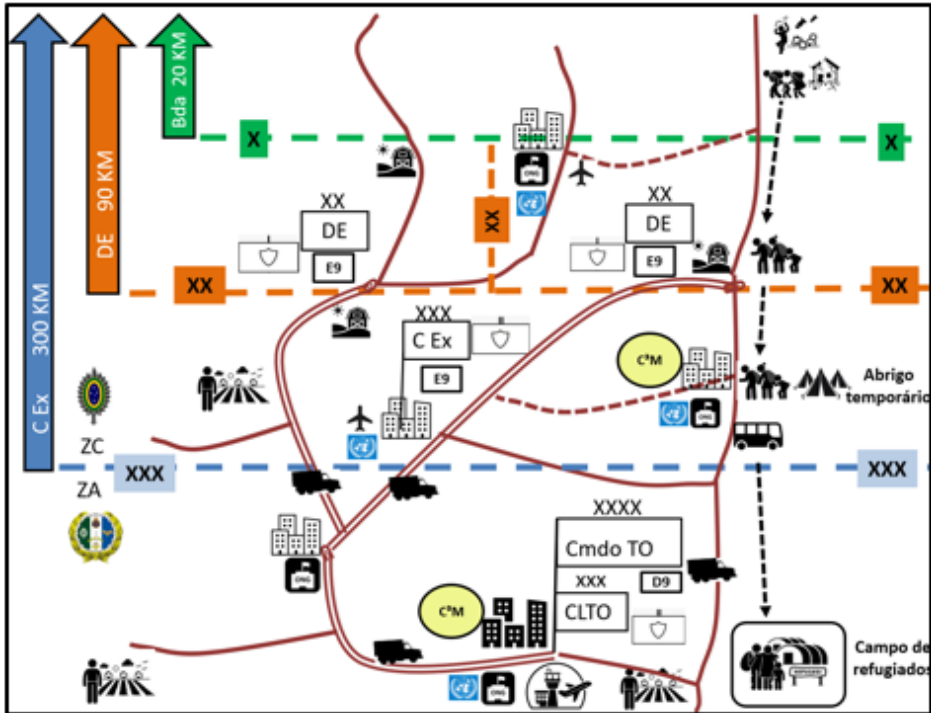 C Ex 300 KM
DE 90 KM
Bda 20 KM
X
X
ONG
XX
XX
DE
E9
XX
DE
E9
XX
XX
XXX
C Ex
E9
C²M
ONG
Abrigo
temporário
ZC
XXX
XXX
ZA
ONG
XXXX
Cmdo TO
D9
XXX
CLTO
C²M
ONG
Campo de
refugiados